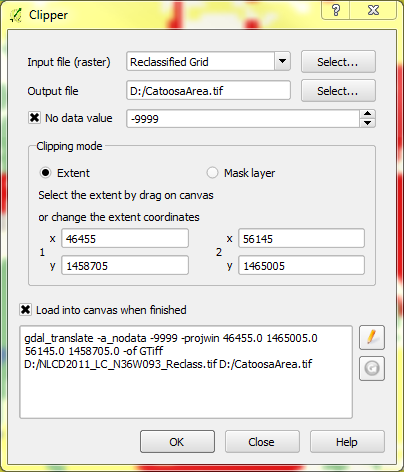 Clipper
Input file (raster) Reclassified Grid Select...
Output file D:/CatoosaArea.tif Select...
No data value -9999
Clipping mode
Extent Mask layer
Select the extent by drag on canvas
or change the extent coordinates
x 46455 x 56145
1 2
y 1458705 y 1465005
Load into canvas when finished
gdal_translate -a_nodata -9999 -projwin 46455.0 1465005.0
56145.0 1458705.0 -of GTiff
D:/NLCD2011_LC_N36W093_Reclass.tif D:/CatoosaArea.tif
OK Close Help